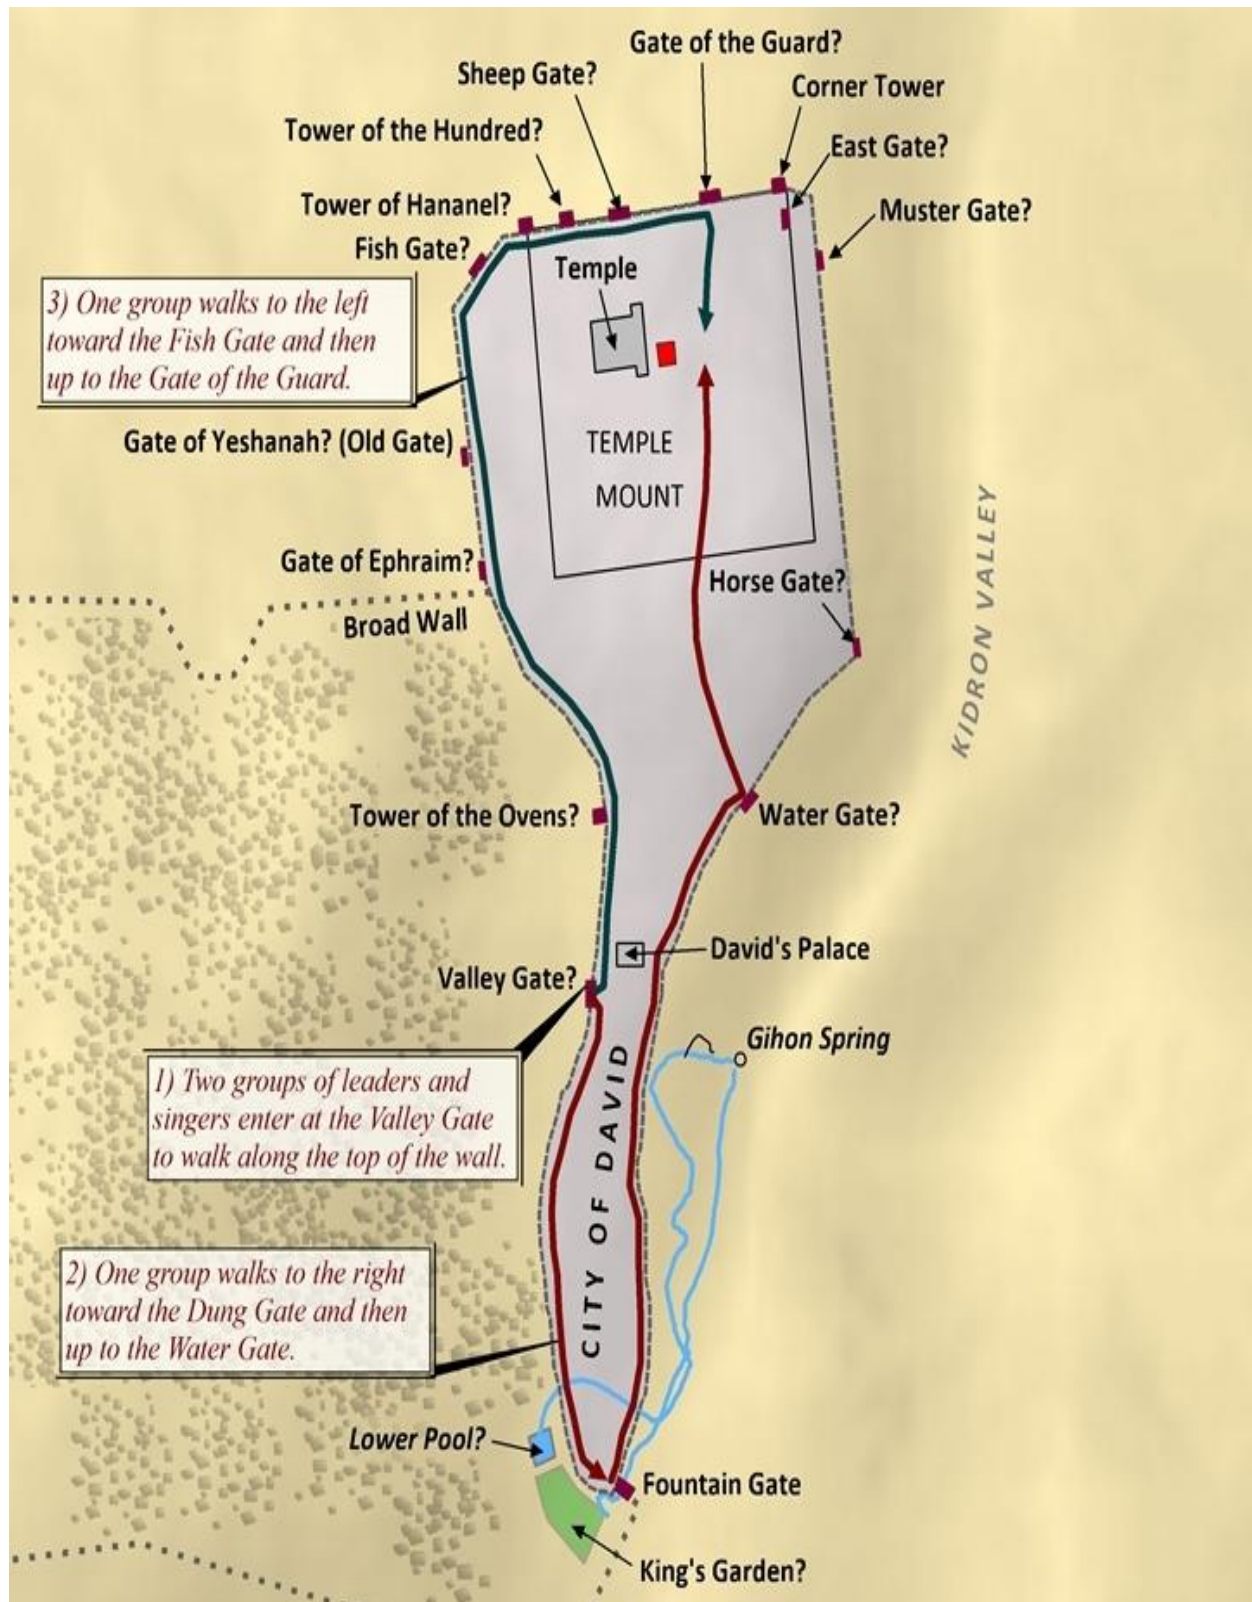 Gate of the Guard?
Sheep Gate?
Corner Tower
Tower of the Hundred?
East Gate?
Tower of Hananel?
Muster Gate?
Fish Gate?
Temple
3) One group walks to the left
toward the Fish Gate and then
up to the Gate of the Guard.
Gate of Yeshanah? (Old Gate)
TEMPLE
MOUNT
KIDRON VALLEY
Gate of Ephraim?
Horse Gate?
Broad Wall
Tower of the Ovens?
Water Gate?
David's Palace
Valley Gate?
Gihon Spring
1) Two groups of leaders and
singers enter at the Valley Gate
to walk along the top of the wall.
CITY OF DAVID
2) One group walks to the right
toward the Dung Gate and then
up to the Water Gate.
Lower Pool?
Fountain Gate
King's Garden?